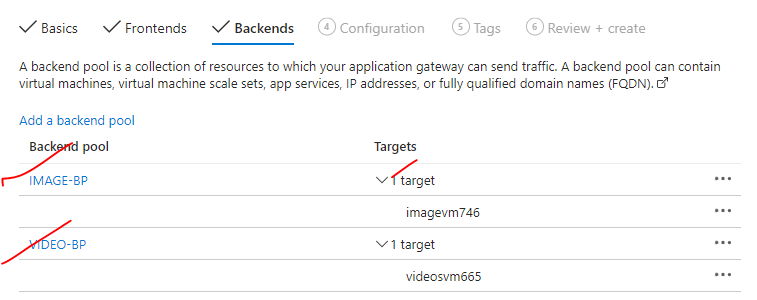 Basics Frontends Backends 4 Configuration 5 Tags 6 Review + create
A backend pool is a collection of resources to which your application gateway can send traffic. A backend pool can contain
virtual machines, virtual machine scale sets, app services, IP addresses, or fully qualified domain names (FQDN).
Add a backend pool
Backend pool Targets
IMAGE-BP 1 target
imagevm746
VIDEO-BP 1 target
videosvm665